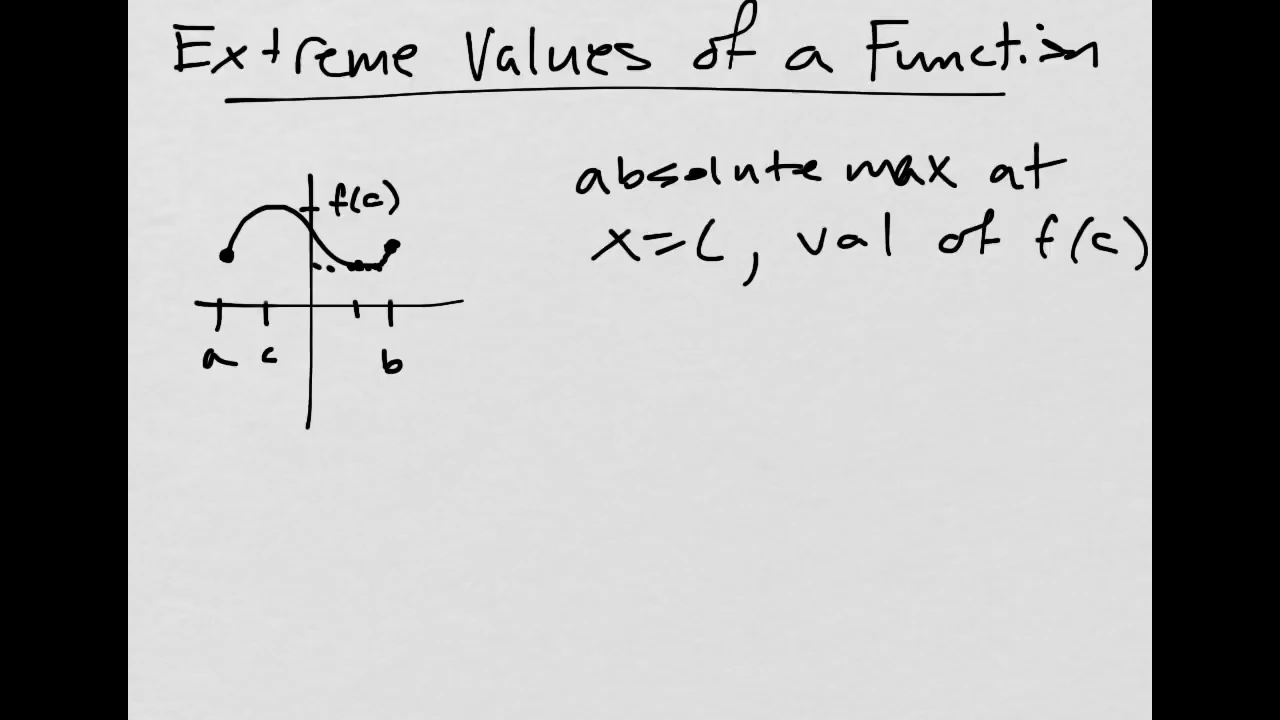 Extreme Values of a Function
absolute max at
x=c, val of f(c)
f(c)
a c b